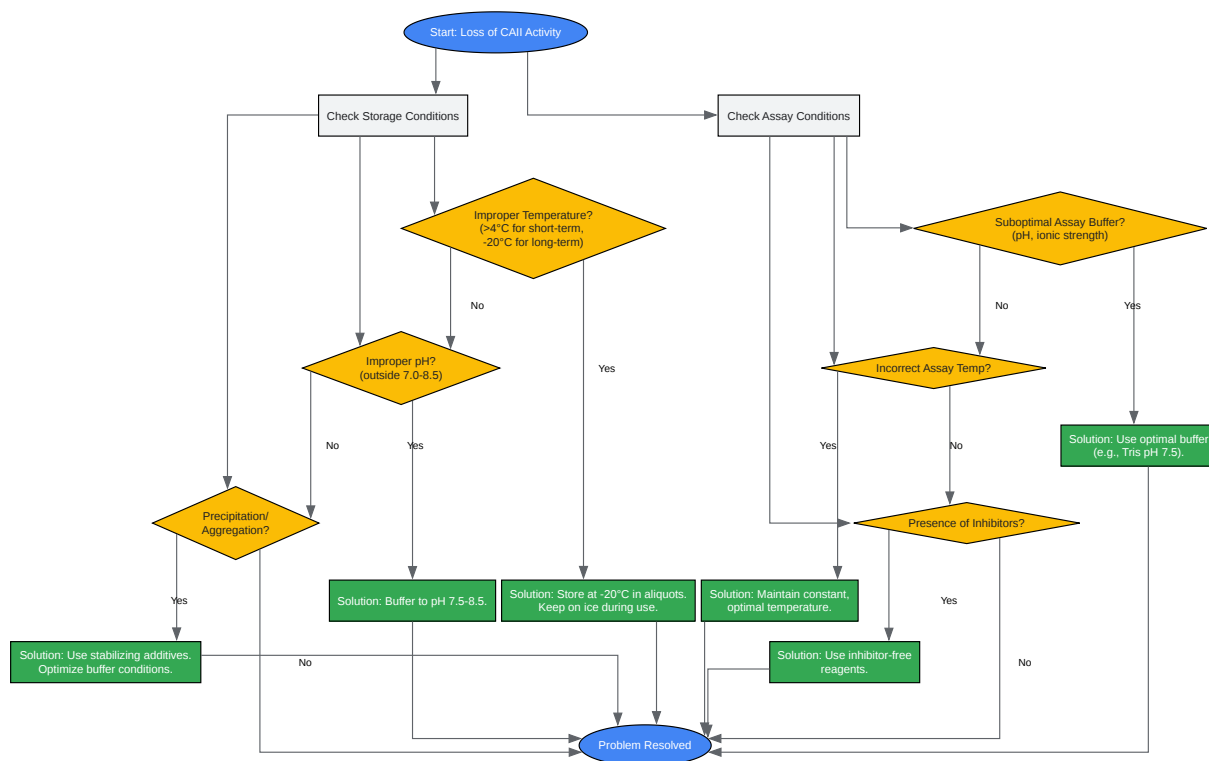 Start: Loss of CAII Activity
Check Storage Conditions
Check Assay Conditions
Improper Temperature?
(>4°C for short-term,
-20°C for long-term)
Suboptimal Assay Buffer?
(pH, ionic strength)
No
No
Yes
Improper pH?
(outside 7.0-8.5)
Yes
Incorrect Assay Temp?
No
Yes
Yes
No
Solution: Use optimal buffer
(e.g., Tris pH 7.5).
Precipitation/
Aggregation?
Presence of Inhibitors?
Yes
Solution: Buffer to pH 7.5-8.5.
Solution: Store at -20°C in aliquots.
Keep on ice during use.
Solution: Maintain constant,
optimal temperature.
Yes
Solution: Use stabilizing additives.
Optimize buffer conditions.
No
Solution: Use inhibitor-free
reagents.
No
Problem Resolved